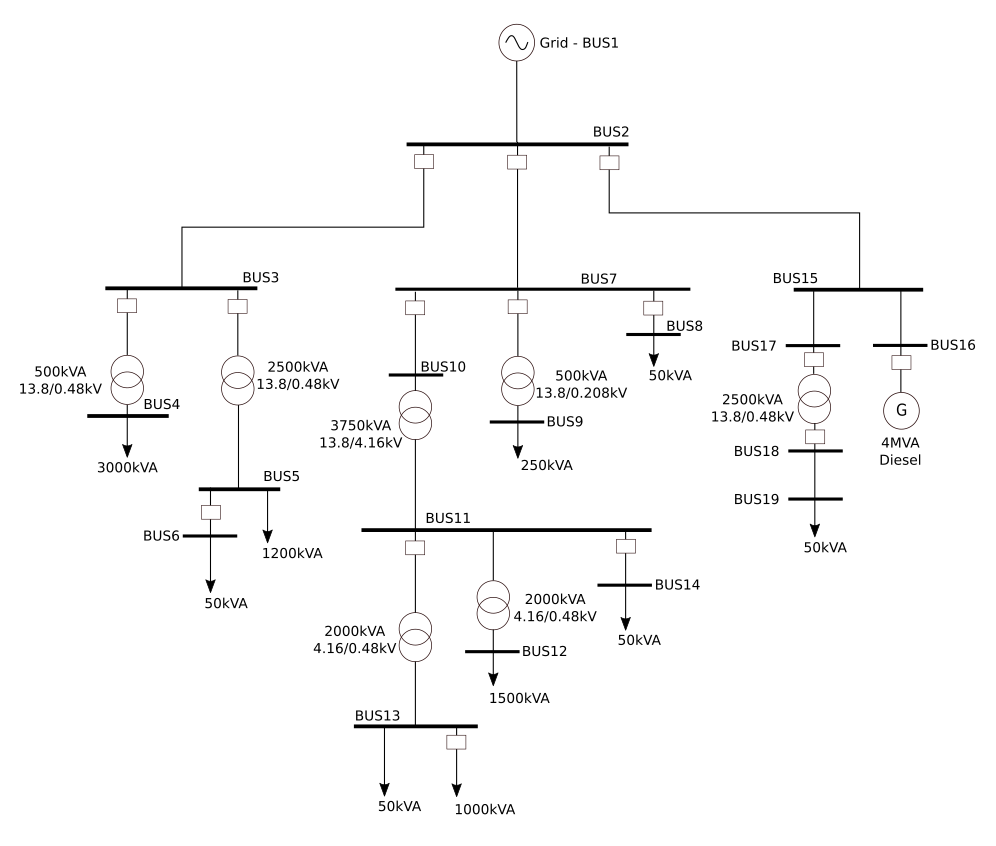 Grid - BUS1
BUS2
BUS3
BUS7
BUS15
BUS8
BUS17
BUS16
500kVA
13.8/0.48kV
2500kVA
13.8/0.48kV
BUS10
50kVA
500kVA
13.8/0.208kV
2500kVA
13.8/0.48kV
BUS4
G
3750kVA
13.8/4.16kV
BUS9
4MVA
Diesel
3000kVA
250kVA
BUS18
BUS5
BUS19
BUS11
BUS6
1200kVA
50kVA
BUS14
50kVA
2000kVA
4.16/0.48kV
2000kVA
4.16/0.48kV
50kVA
BUS12
1500kVA
BUS13
50kVA
1000kVA